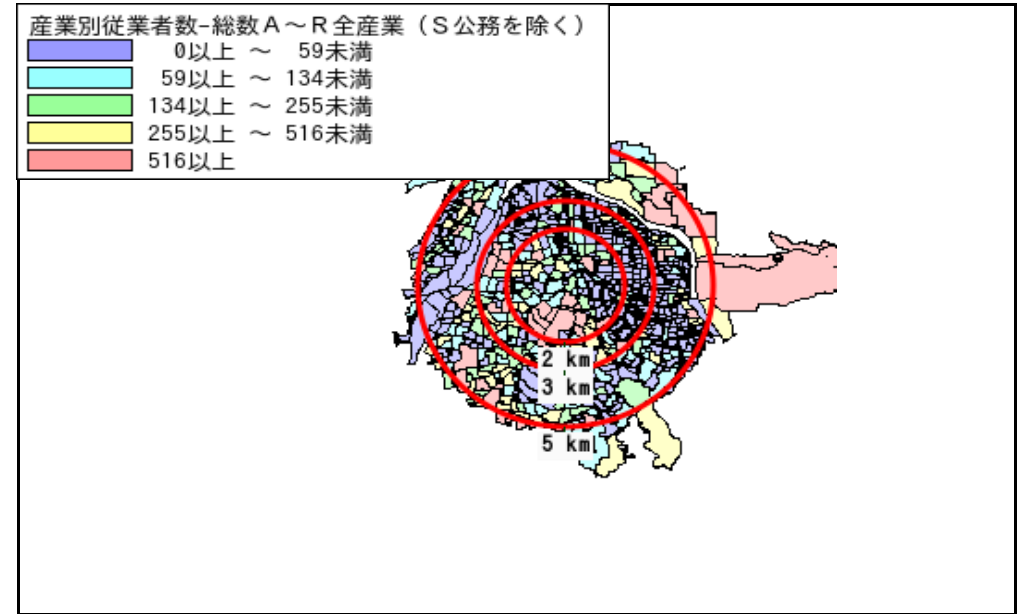 産業別従業者数-総数A～R全産業（S公務を除く）
0以上 ～ 59未満
59以上 ～ 134未満
134以上 ～ 255未満
255以上 ～ 516未満
516以上
2 km
3 km
5 km